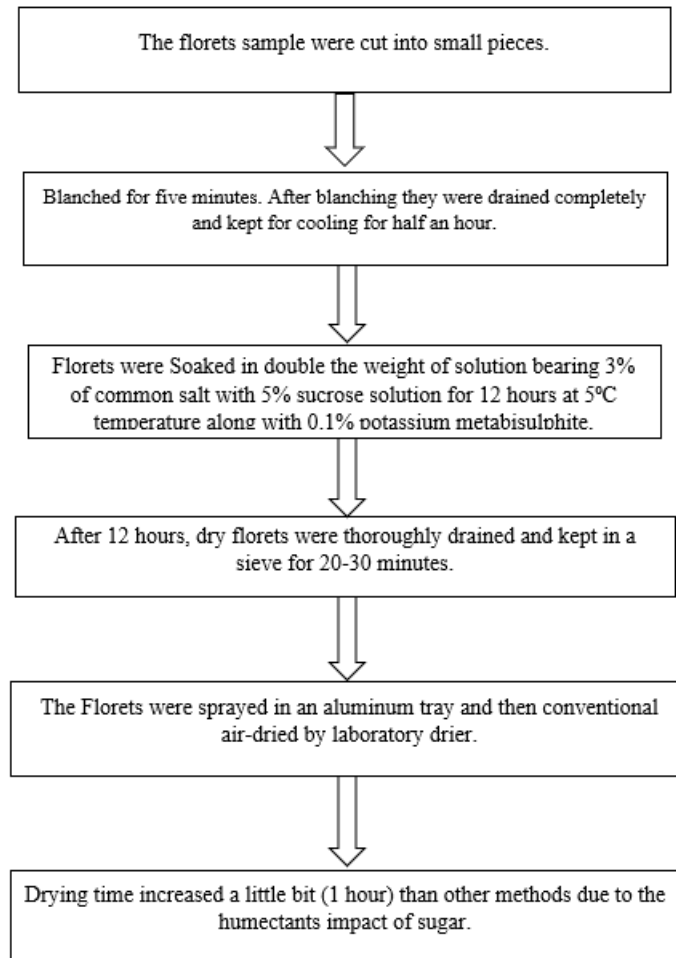 The florets sample were cut into small pieces.
Blanched for five minutes. After blanching they were drained completely
and kept for cooling for half an hour.
Florets were Soaked in double the weight of solution bearing 3%
of common salt with 5% sucrose solution for 12 hours at 5ºC
temperature along with 0.1% potassium metabisulphite.
After 12 hours, dry florets were thoroughly drained and kept in a
sieve for 20-30 minutes.
The Florets were sprayed in an aluminum tray and then conventional
air-dried by laboratory drier.
Drying time increased a little bit (1 hour) than other methods due to the
humectants impact of sugar.